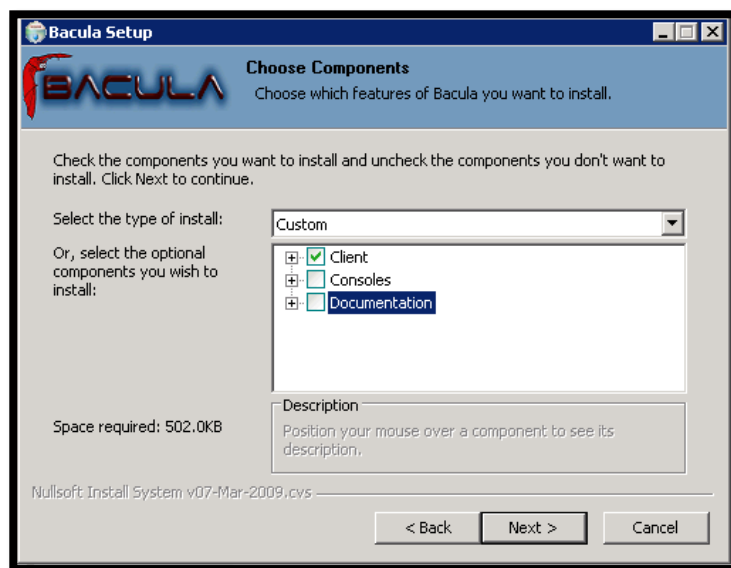 Bacula Setup
BACULA
Choose Components
Choose which features of Bacula you want to install.
Check the components you want to install and uncheck the components you don't want to
install. Click Next to continue.
Select the type of install:
Custom
Or, select the optional
components you wish to
install:
Client
Consoles
Documentation
Space required: 502.0KB
Description
Position your mouse over a component to see its
description.
Nullsoft Install System v07-Mar-2009.cvs
< Back
Next >
Cancel